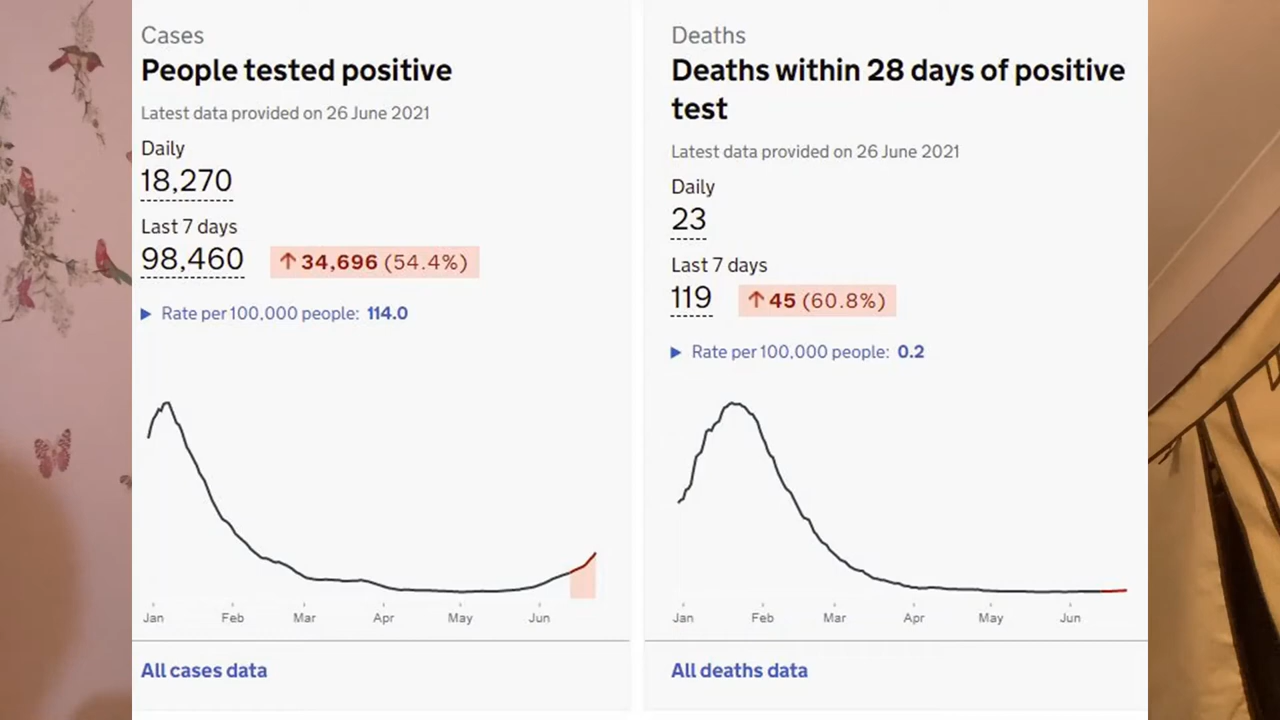 Cases
People tested positive
Latest data provided on 26 June 2021
Daily
18,270
Last 7 days
98,460
↑ 34,696 (54.4%)
▶ Rate per 100,000 people: 114.0
Jan Feb Mar Apr May Jun
All cases data
Deaths
Deaths within 28 days of positive
test
Latest data provided on 26 June 2021
Daily
23
Last 7 days
119
↑ 45 (60.8%)
▶ Rate per 100,000 people: 0.2
Jan Feb Mar Apr May Jun
All deaths data